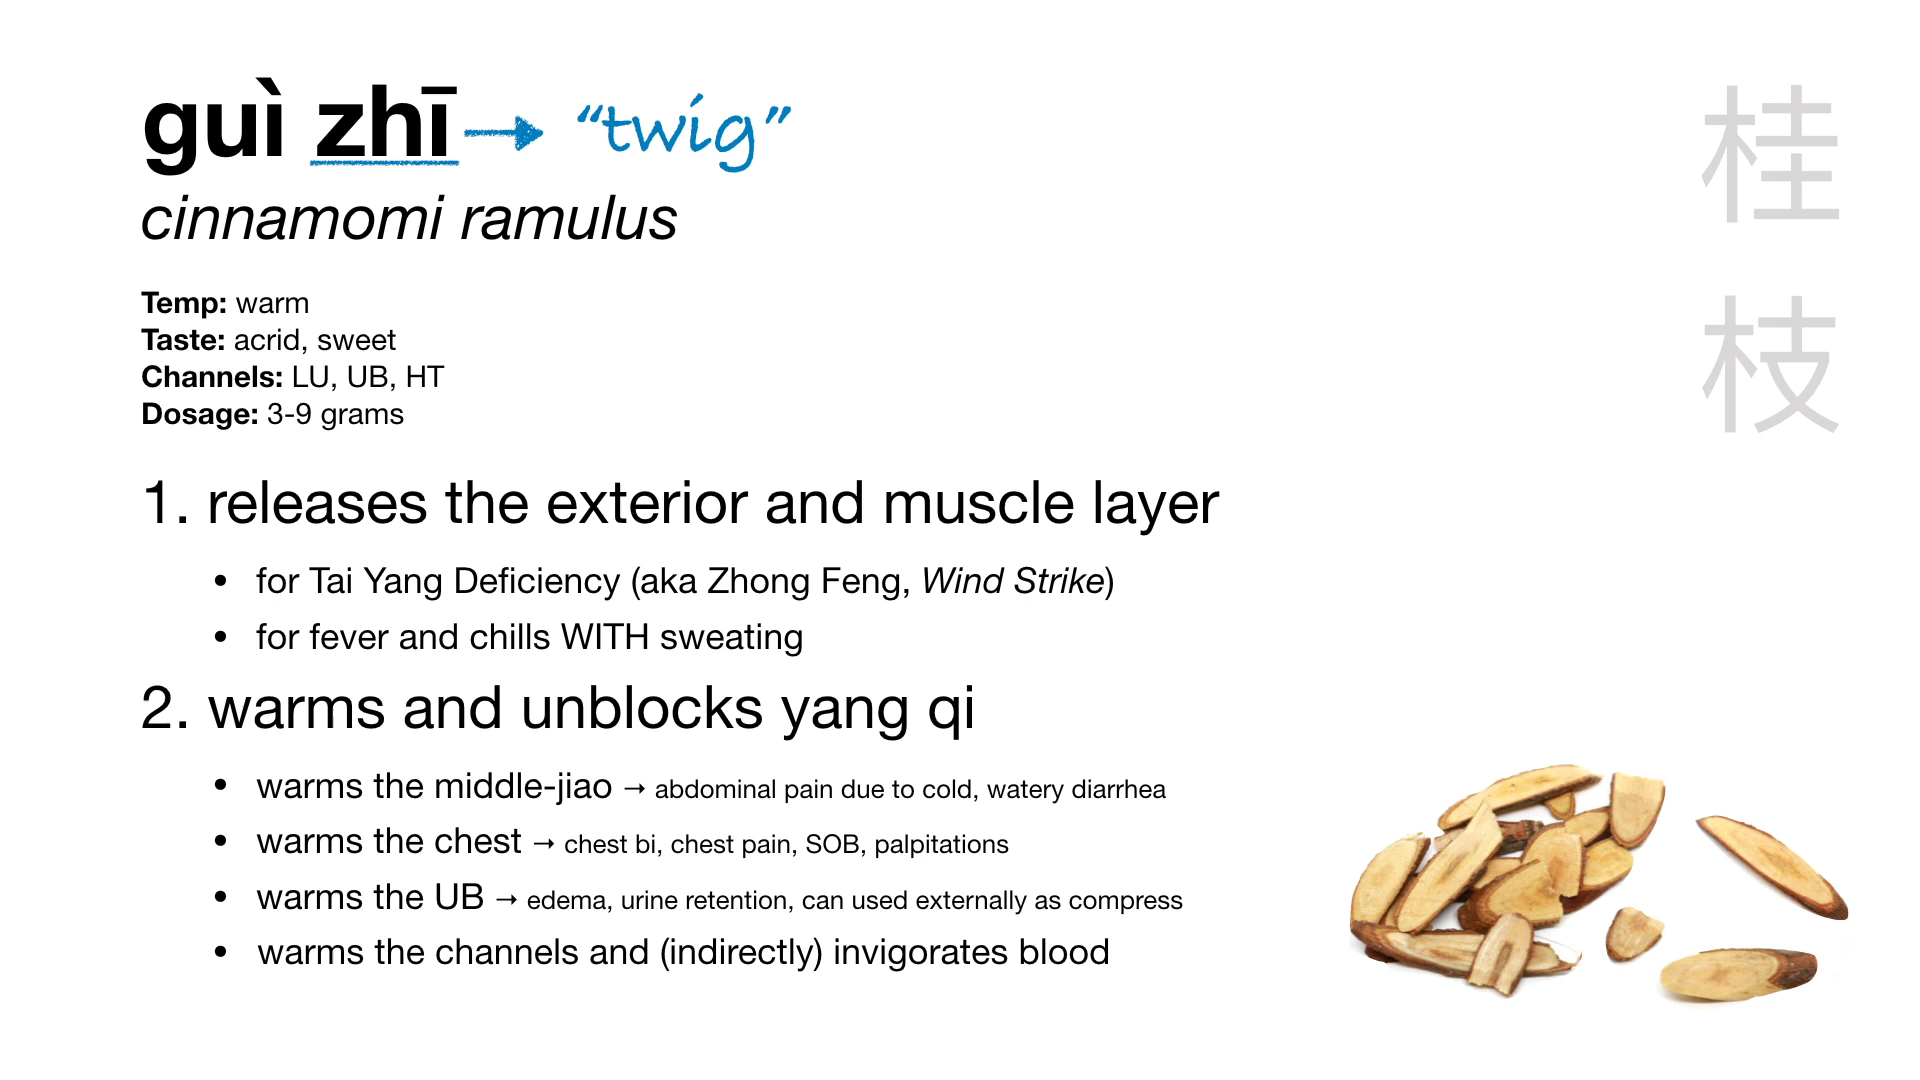 guì zhī → “twig”
cinnamomi ramulus
桂枝
Temp: warm
Taste: acrid, sweet
Channels: LU, UB, HT
Dosage: 3-9 grams
1. releases the exterior and muscle layer
• for Tai Yang Deficiency (aka Zhong Feng, Wind Strike)
• for fever and chills WITH sweating
2. warms and unblocks yang qi
• warms the middle-jiao → abdominal pain due to cold, watery diarrhea
• warms the chest → chest bi, chest pain, SOB, palpitations
• warms the UB → edema, urine retention, can used externally as compress
• warms the channels and (indirectly) invigorates blood